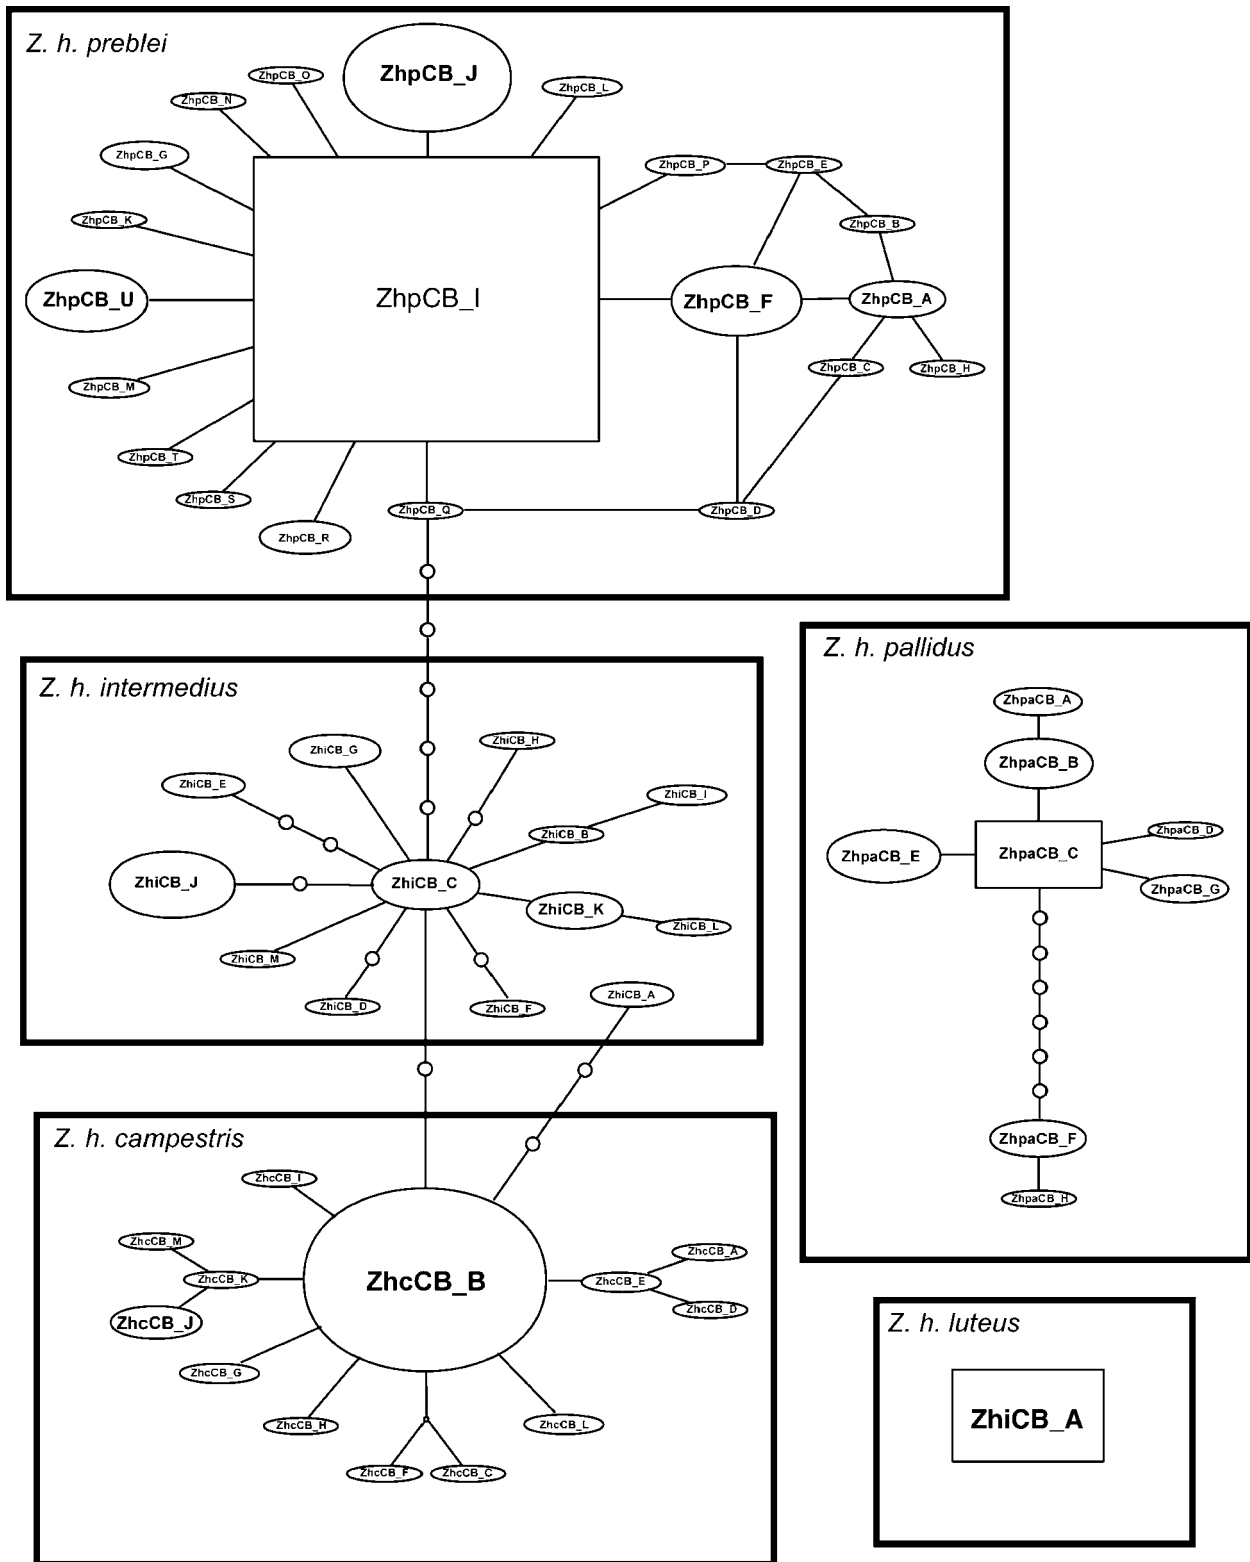 Z. h. preblei
ZhpCB_J
ZhpCB_O
ZhpCB_L
ZhpCB_N
ZhpCB_G
ZhpCB_P
ZhpCB_E
ZhpCB_K
ZhpCB_B
ZhpCB_U
ZhpCB_I
ZhpCB_F
ZhpCB_A
ZhpCB_M
ZhpCB_C
ZhpCB_H
ZhpCB_T
ZhpCB_S
ZhpCB_Q
ZhpCB_D
ZhpCB_R
Z. h. intermedius
ZhiCB_G
ZhiCB_H
ZhiCB_E
ZhiCB_I
ZhiCB_B
ZhiCB_J
ZhiCB_C
ZhiCB_K
ZhiCB_L
ZhiCB_M
ZhiCB_D
ZhiCB_F
ZhiCB_A
Z. h. pallidus
ZhpaCB_A
ZhpaCB_B
ZhpaCB_D
ZhpaCB_E
ZhpaCB_C
ZhpaCB_G
ZhpaCB_F
ZhpaCB_H
Z. h. campestris
ZhcCB_I
ZhcCB_M
ZhcCB_A
ZhcCB_K
ZhcCB_B
ZhcCB_E
ZhcCB_J
ZhcCB_D
ZhcCB_G
ZhcCB_H
ZhcCB_L
ZhcCB_F
ZhcCB_C
Z. h. luteus
ZhiCB_A